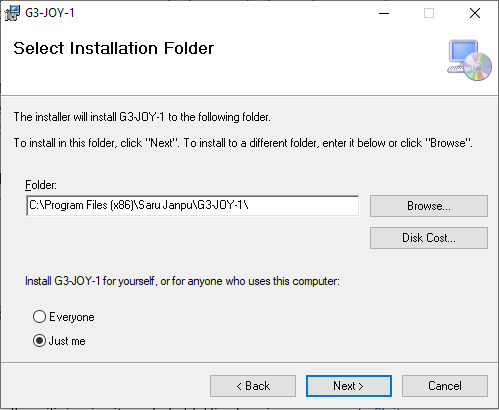 G3-JOY-1
Select Installation Folder
The installer will install G3-JOY-1 to the following folder.
To install in this folder, click "Next". To install to a different folder, enter it below or click "Browse".
Folder:
C:\Program Files (x86)\Saru Janpu\G3-JOY-1\
Browse...
Disk Cost...
Install G3-JOY-1 for yourself, or for anyone who uses this computer:
Everyone
Just me
< Back
Next >
Cancel